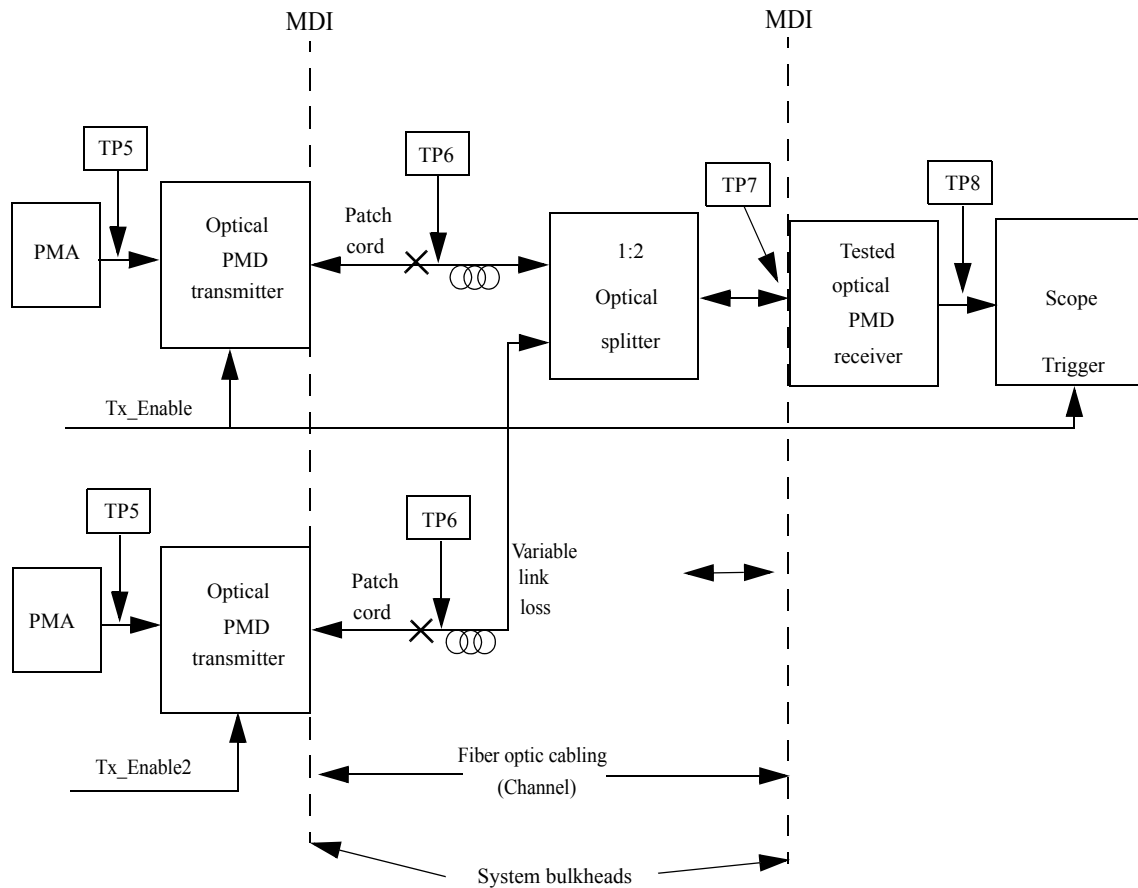 MDI
MDI
TP5
TP6
TP7
TP8
PMA
Optical
PMD
transmitter
Patch
cord
1:2
Optical
splitter
Tested
optical
PMD
receiver
Scope
Trigger
Tx_Enable
TP5
TP6
PMA
Optical
PMD
transmitter
Patch
cord
Variable
link
loss
Tx_Enable2
Fiber optic cabling
(Channel)
System bulkheads